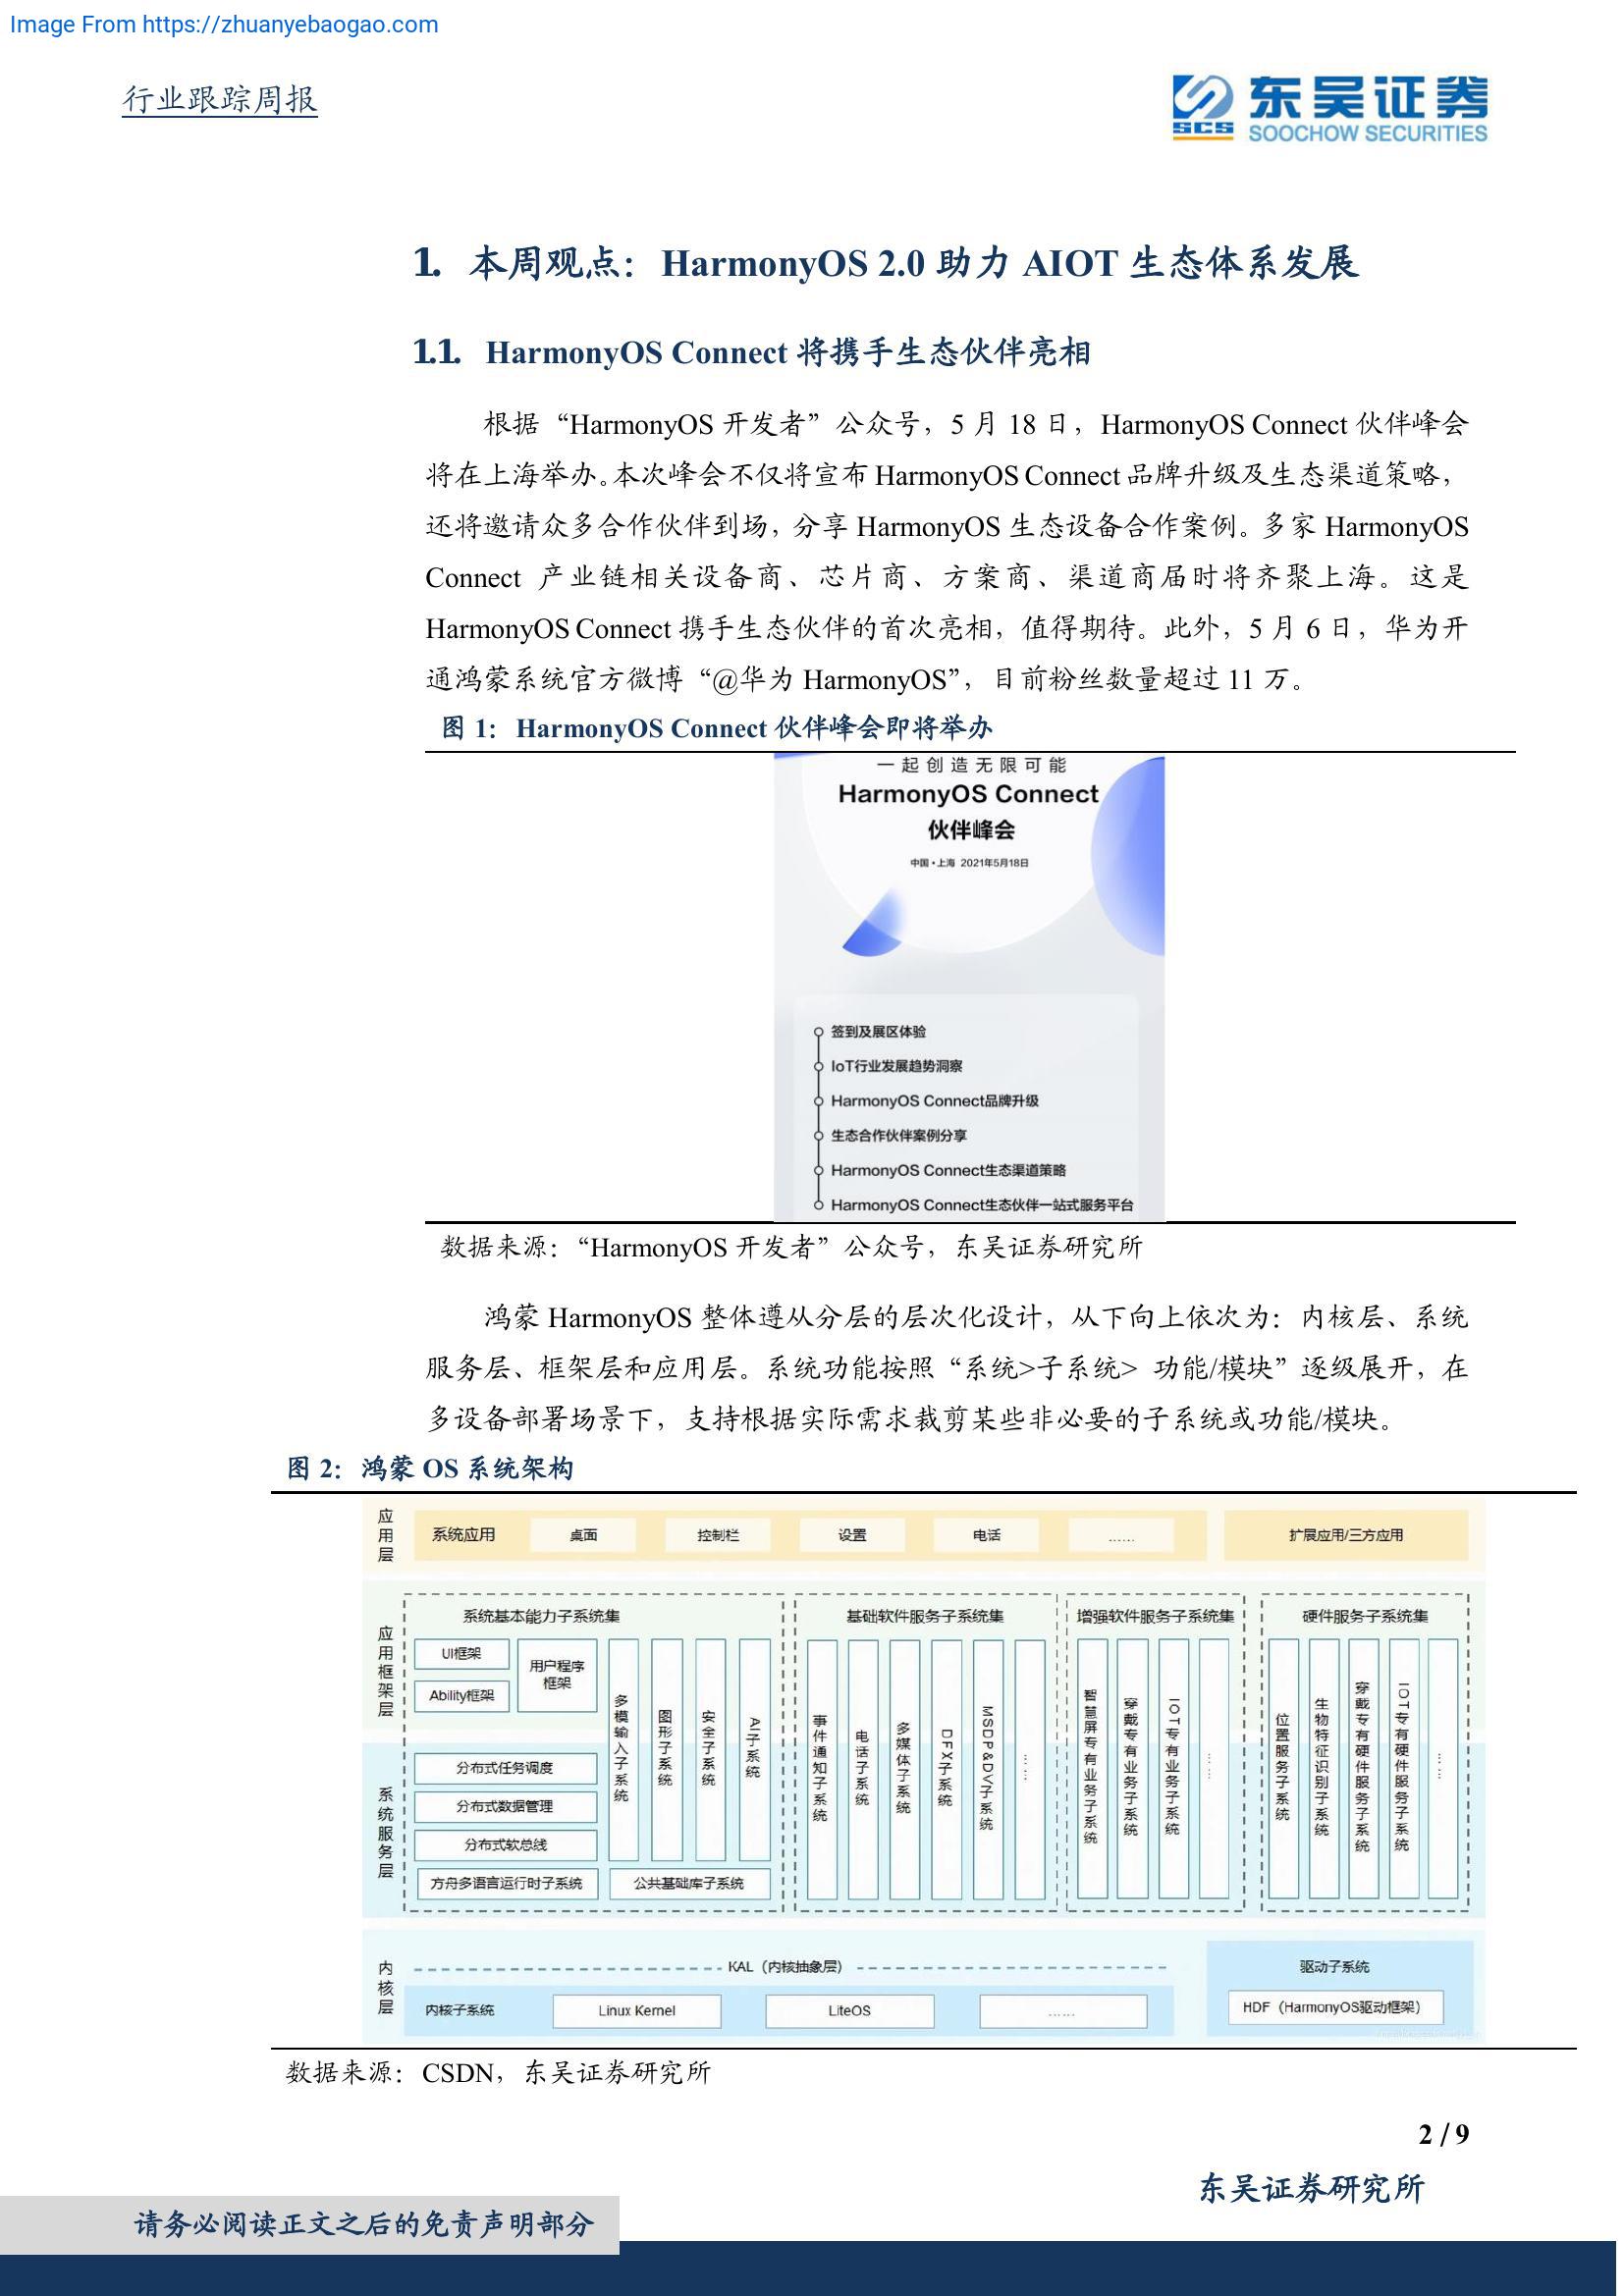 Image From https://zhuanyebaogao.com
行业跟踪周报
SCS
东吴证券
SOOCHOW SECURITIES
1. 本周观点：HarmonyOS 2.0 助力 AIOT 生态体系发展
1.1. HarmonyOS Connect 将携手生态伙伴亮相
根据“HarmonyOS 开发者”公众号，5 月 18 日，HarmonyOS Connect 伙伴峰会
将在上海举办。本次峰会不仅将宣布 HarmonyOS Connect 品牌升级及生态渠道策略，
还将邀请众多合作伙伴到场，分享 HarmonyOS 生态设备合作案例。多家 HarmonyOS
Connect 产业链相关设备商、芯片商、方案商、渠道商届时将齐聚上海。这是
HarmonyOS Connect 携手生态伙伴的首次亮相，值得期待。此外，5 月 6 日，华为开
通鸿蒙系统官方微博“@华为 HarmonyOS”，目前粉丝数量超过 11 万。
图 1：HarmonyOS Connect 伙伴峰会即将举办
一起创造无限可能
HarmonyOS Connect
伙伴峰会
中国·上海 2021年5月18日
签到及展区体验
IoT行业发展趋势洞察
HarmonyOS Connect品牌升级
生态合作伙伴案例分享
HarmonyOS Connect生态渠道策略
HarmonyOS Connect生态伙伴一站式服务平台
数据来源：“HarmonyOS 开发者”公众号，东吴证券研究所
鸿蒙 HarmonyOS 整体遵从分层的层次化设计，从下向上依次为：内核层、系统
服务层、框架层和应用层。系统功能按照“系统>子系统> 功能/模块”逐级展开，在
多设备部署场景下，支持根据实际需求裁剪某些非必要的子系统或功能/模块。
图 2：鸿蒙 OS 系统架构
应用层
系统应用 桌面 控制栏 设置 电话 ...... 扩展应用/三方应用
应用框架层
系统基本能力子系统集
UI框架
Ability框架
用户程序
框架
多模输入子系统
图形子系统
安全子系统
AI子系统
系统服务层
分布式任务调度
分布式数据管理
分布式软总线
方舟多语言运行时子系统
公共基础库子系统
基础软件服务子系统集
事件通知子系统
电话子系统
多媒体子系统
DFX子系统
MSDP&DV子系统
......
增强软件服务子系统集
智慧屏专有业务子系统
穿戴专有业务子系统
IOT专有业务子系统
......
硬件服务子系统集
位置服务子系统
生物特征识别子系统
穿戴专有硬件服务子系统
IOT专有硬件服务子系统
......
内核层
KAL（内核抽象层）
内核子系统 Linux Kernel LiteOS ......
驱动子系统
HDF（HarmonyOS驱动框架）
数据来源：CSDN，东吴证券研究所
2 / 9
东吴证券研究所
请务必阅读正文之后的免责声明部分